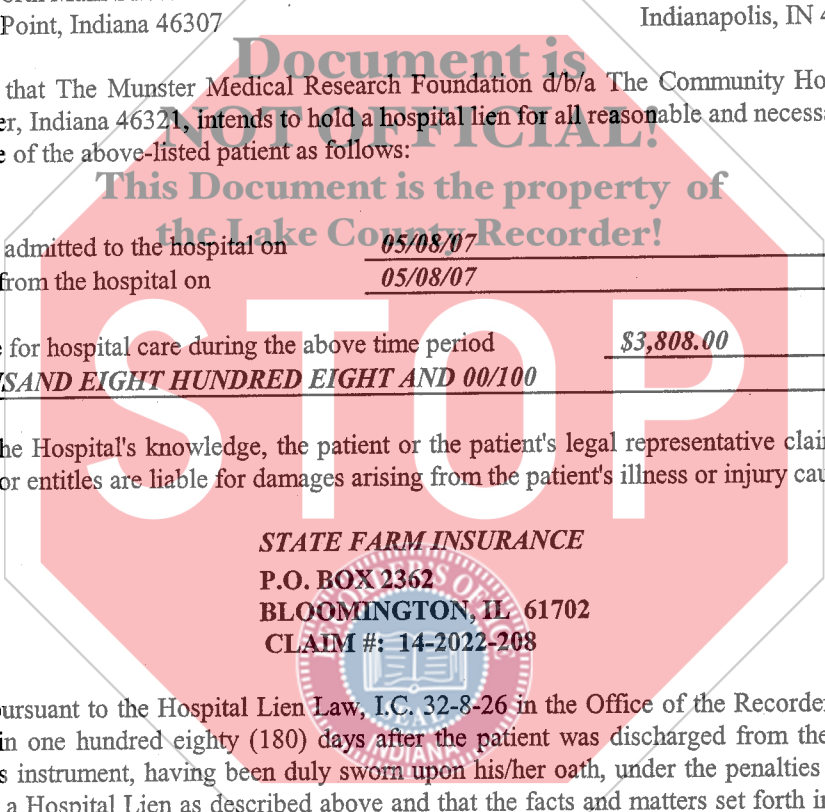 Point, Indiana 46307
Indianapolis, IN
Document is
that The Munster Medical Research Foundation d/b/a The Community Ho
er, Indiana 46321, intends to hold a hospital lien for all reasonable and necess
NOT OFFICIAL!
e of the above-listed patient as follows:
This Document is the property of
the Lake County Recorder!
admitted to the hospital on 05/08/07
from the hospital on 05/08/07
STOP
for hospital care during the above time period $3,808.00
SAND EIGHT HUNDRED EIGHT AND 00/100
he Hospital's knowledge, the patient or the patient's legal representative clai
or entitles are liable for damages arising from the patient's illness or injury cau
STATE FARM INSURANCE
P.O. BOX 2362
BLOOMINGTON, IL 61702
CLAIM #: 14-2022-208
RECORDER'S OFFICE
SEAL
INDIANA
ursuant to the Hospital Lien Law, I.C. 32-8-26 in the Office of the Recorde
in one hundred eighty (180) days after the patient was discharged from the
s instrument, having been duly sworn upon his/her oath, under the penalties
a Hospital Lien as described above and that the facts and matters set forth i